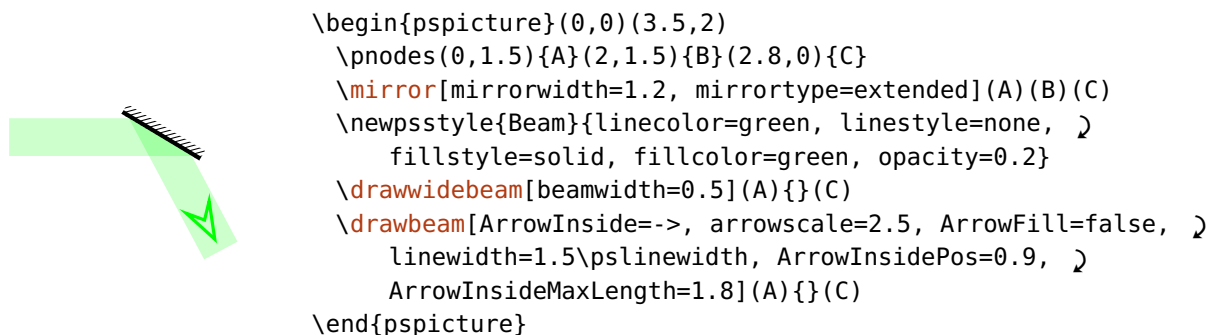 \begin{pspicture}(0,0)(3.5,2)
\pnodes(0,1.5){A}(2,1.5){B}(2.8,0){C}
\mirror[mirrorwidth=1.2, mirrortype=extended](A)(B)(C)
\newpsstyle{Beam}{linecolor=green, linestyle=none,
fillstyle=solid, fillcolor=green, opacity=0.2}
\drawwidebeam[beamwidth=0.5](A){}(C)
\drawbeam[ArrowInside=->, arrowscale=2.5, ArrowFill=false,
linewidth=1.5\pslinewidth, ArrowInsidePos=0.9,
ArrowInsideMaxLength=1.8](A){}(C)
\end{pspicture}